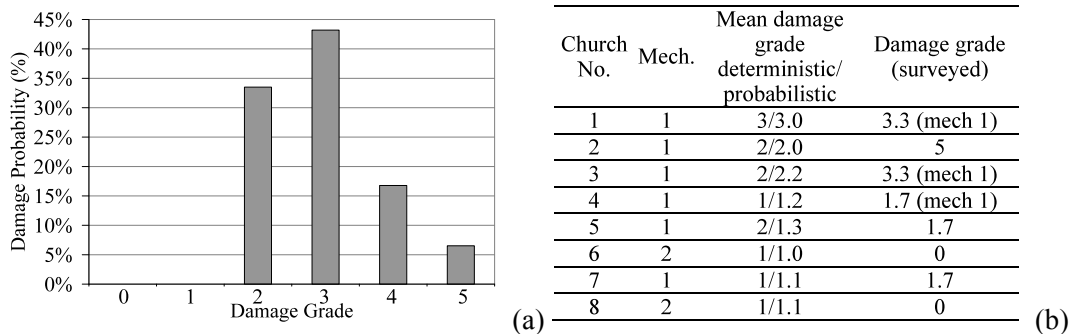 45%
40%
35%
30%
25%
20%
15%
10%
5%
0%
Damage Probability (%)
0 1 2 3 4 5
Damage Grade
(a)
Church No. Mech. Mean damage grade deterministic/ probabilistic Damage grade (surveyed)
1 1 3/3.0 3.3 (mech 1)
2 1 2/2.0 5
3 1 2/2.2 3.3 (mech 1)
4 1 1/1.2 1.7 (mech 1)
5 1 2/1.3 1.7
6 2 1/1.0 0
7 1 1/1.1 1.7
8 2 1/1.1 0
(b)